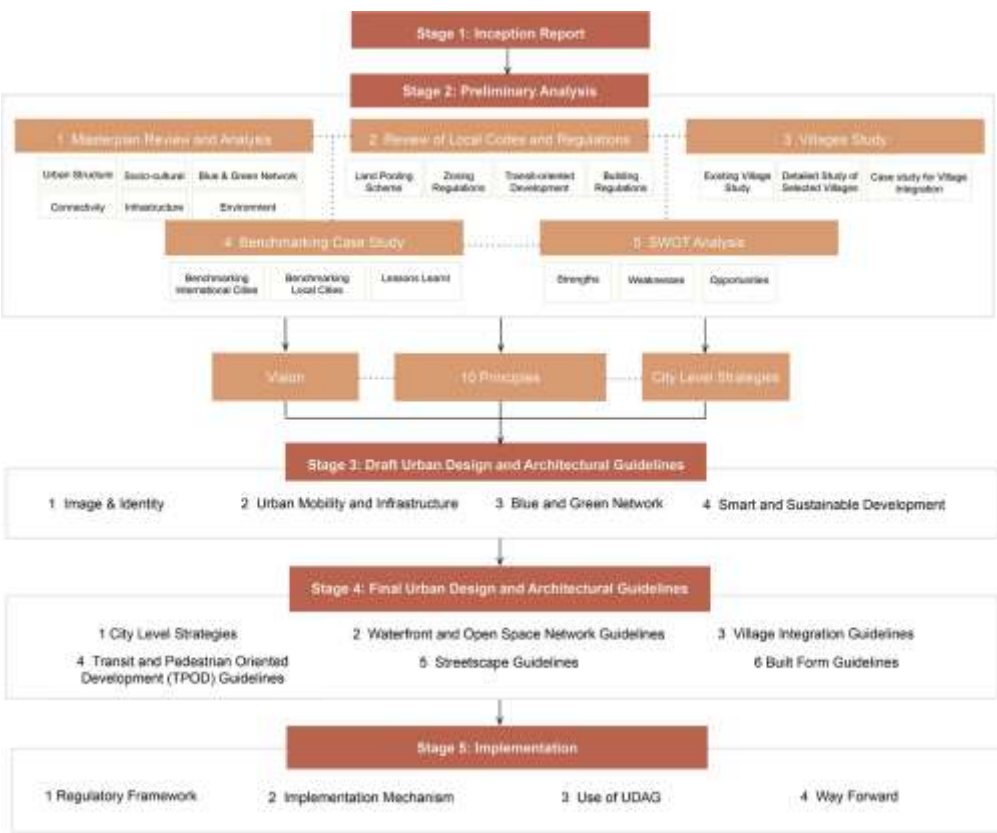 Stage 1: Inception Report
Stage 2: Preliminary Analysis
1 Masterplan Review and Analysis
2 Review of Local Codes and Regulations
3 Villages Study
Urban Structure
Socio-cultural
Blue & Green Network
Connectivity
Infrastructure
Environment
Land Pooling
Scheme
Zoning
Regulations
Transit-oriented
Development
Building
Regulations
Existing Village
Study
Detailed Study of
Selected Villages
Case study for Village
Integration
4 Benchmarking Case Study
5 SWOT Analysis
Benchmarking
International Cities
Benchmarking
Local Cities
Lessons Learnt
Strengths
Weaknesses
Opportunities
Vision
10 Principles
City Level Strategies
Stage 3: Draft Urban Design and Architectural Guidelines
1 Image & Identity
2 Urban Mobility and Infrastructure
3 Blue and Green Network
4 Smart and Sustainable Development
Stage 4: Final Urban Design and Architectural Guidelines
1 City Level Strategies
2 Waterfront and Open Space Network Guidelines
3 Village Integration Guidelines
4 Transit and Pedestrian Oriented
Development (TPOD) Guidelines
5 Streetscape Guidelines
6 Built Form Guidelines
Stage 5: Implementation
1 Regulatory Framework
2 Implementation Mechanism
3 Use of UDAG
4 Way Forward